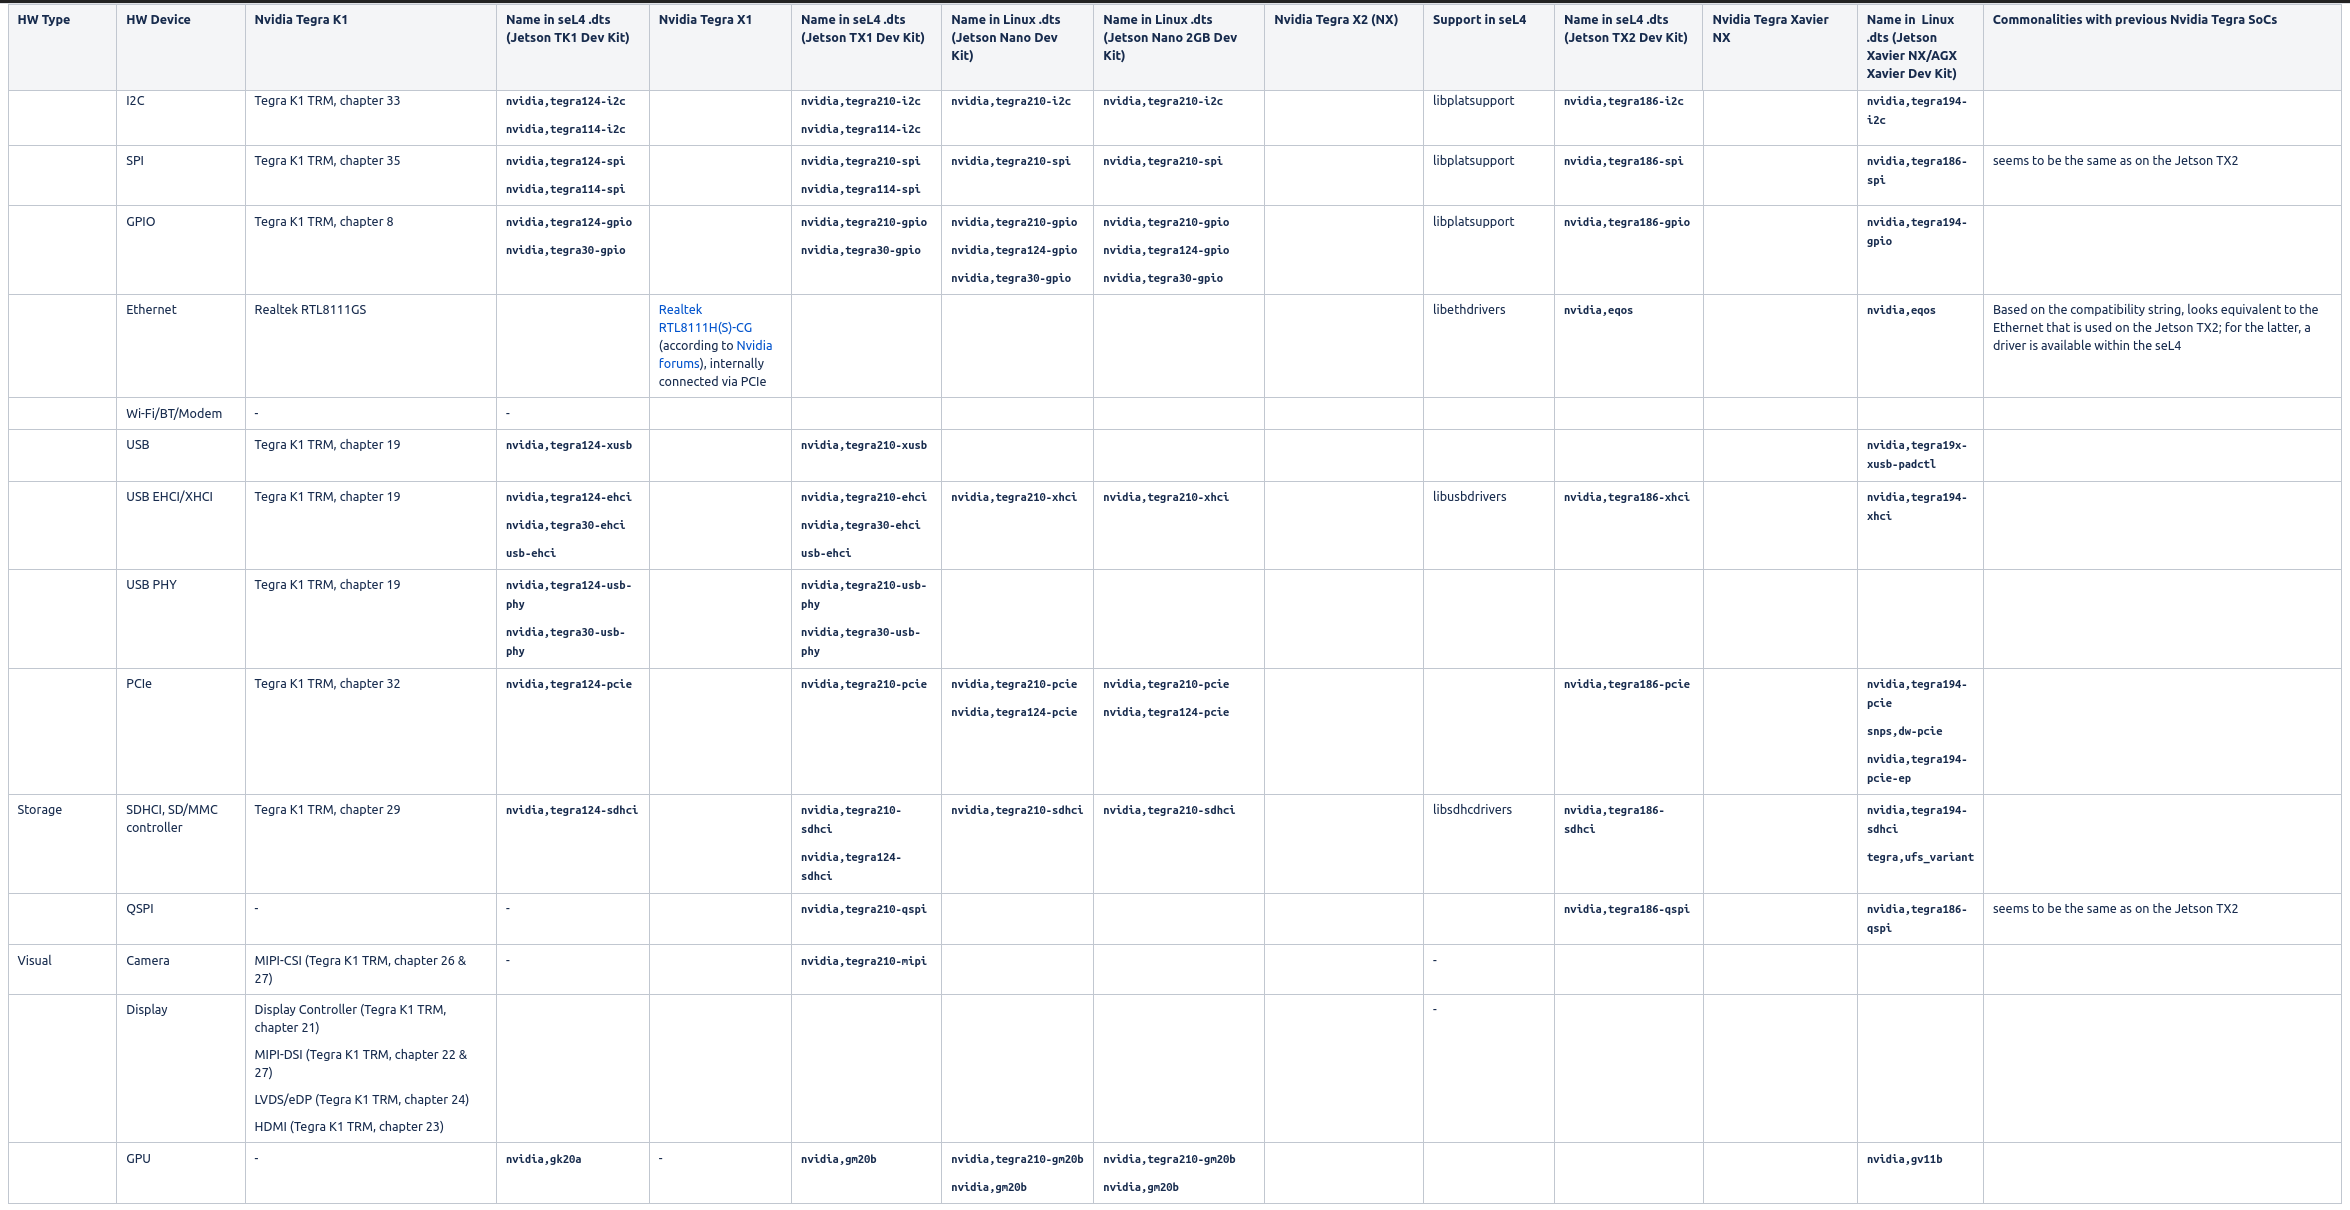 HW Type
HW Device
Nvidia Tegra K1
Name in seL4 .dts
(Jetson TK1 Dev Kit)
Nvidia Tegra X1
Name in seL4 .dts
(Jetson TX1 Dev Kit)
Name in Linux .dts
(Jetson Nano Dev
Kit)
Name in Linux .dts
(Jetson Nano 2GB Dev
Kit)
Nvidia Tegra X2 (NX)
Support in seL4
Name in seL4 .dts
(Jetson TX2 Dev Kit)
Nvidia Tegra Xavier
NX
Name in Linux
.dts (Jetson
Xavier NX/AGX
Xavier Dev Kit)
Commonalities with previous Nvidia Tegra SoCs
I2C
Tegra K1 TRM, chapter 33
nvidia,tegra124-i2c
nvidia,tegra114-i2c
nvidia,tegra210-i2c
nvidia,tegra114-i2c
nvidia,tegra210-i2c
nvidia,tegra210-i2c
libplatsupport
nvidia,tegra186-i2c
nvidia,tegra194-
i2c
SPI
Tegra K1 TRM, chapter 35
nvidia,tegra124-spi
nvidia,tegra114-spi
nvidia,tegra210-spi
nvidia,tegra114-spi
nvidia,tegra210-spi
nvidia,tegra210-spi
libplatsupport
nvidia,tegra186-spi
nvidia,tegra186-
spi
seems to be the same as on the Jetson TX2
GPIO
Tegra K1 TRM, chapter 8
nvidia,tegra124-gpio
nvidia,tegra30-gpio
nvidia,tegra210-gpio
nvidia,tegra30-gpio
nvidia,tegra210-gpio
nvidia,tegra124-gpio
nvidia,tegra30-gpio
nvidia,tegra210-gpio
nvidia,tegra124-gpio
nvidia,tegra30-gpio
libplatsupport
nvidia,tegra186-gpio
nvidia,tegra194-
gpio
Ethernet
Realtek RTL8111GS
Realtek
RTL8111H(S)-CG
(according to Nvidia
forums), internally
connected via PCIe
libethdrivers
nvidia,eqos
nvidia,eqos
Based on the compatibility string, looks equivalent to the
Ethernet that is used on the Jetson TX2; for the latter, a
driver is available within the seL4
Wi-Fi/BT/Modem
-
-
USB
Tegra K1 TRM, chapter 19
nvidia,tegra124-xusb
nvidia,tegra210-xusb
nvidia,tegra19x-
xusb-padctl
USB EHCI/XHCI
Tegra K1 TRM, chapter 19
nvidia,tegra124-ehci
nvidia,tegra30-ehci
usb-ehci
nvidia,tegra210-ehci
nvidia,tegra30-ehci
usb-ehci
nvidia,tegra210-xhci
nvidia,tegra210-xhci
libusbdrivers
nvidia,tegra186-xhci
nvidia,tegra194-
xhci
USB PHY
Tegra K1 TRM, chapter 19
nvidia,tegra124-usb-
phy
nvidia,tegra30-usb-
phy
nvidia,tegra210-usb-
phy
nvidia,tegra30-usb-
phy
PCIe
Tegra K1 TRM, chapter 32
nvidia,tegra124-pcie
nvidia,tegra210-pcie
nvidia,tegra210-pcie
nvidia,tegra124-pcie
nvidia,tegra210-pcie
nvidia,tegra124-pcie
nvidia,tegra186-pcie
nvidia,tegra194-
pcie
snps,dw-pcie
nvidia,tegra194-
pcie-ep
Storage
SDHCI, SD/MMC
controller
Tegra K1 TRM, chapter 29
nvidia,tegra124-sdhci
nvidia,tegra210-
sdhci
nvidia,tegra124-
sdhci
nvidia,tegra210-sdhci
nvidia,tegra210-sdhci
libsdhcdrivers
nvidia,tegra186-
sdhci
nvidia,tegra194-
sdhci
tegra,ufs_variant
QSPI
-
-
nvidia,tegra210-qspi
nvidia,tegra186-qspi
nvidia,tegra186-
qspi
seems to be the same as on the Jetson TX2
Visual
Camera
MIPI-CSI (Tegra K1 TRM, chapter 26 &
27)
-
nvidia,tegra210-mipi
-
Display
Display Controller (Tegra K1 TRM,
chapter 21)
MIPI-DSI (Tegra K1 TRM, chapter 22 &
27)
LVDS/eDP (Tegra K1 TRM, chapter 24)
HDMI (Tegra K1 TRM, chapter 23)
-
GPU
-
nvidia,gk20a
-
nvidia,gm20b
nvidia,tegra210-gm20b
nvidia,gm20b
nvidia,tegra210-gm20b
nvidia,gm20b
nvidia,gv11b